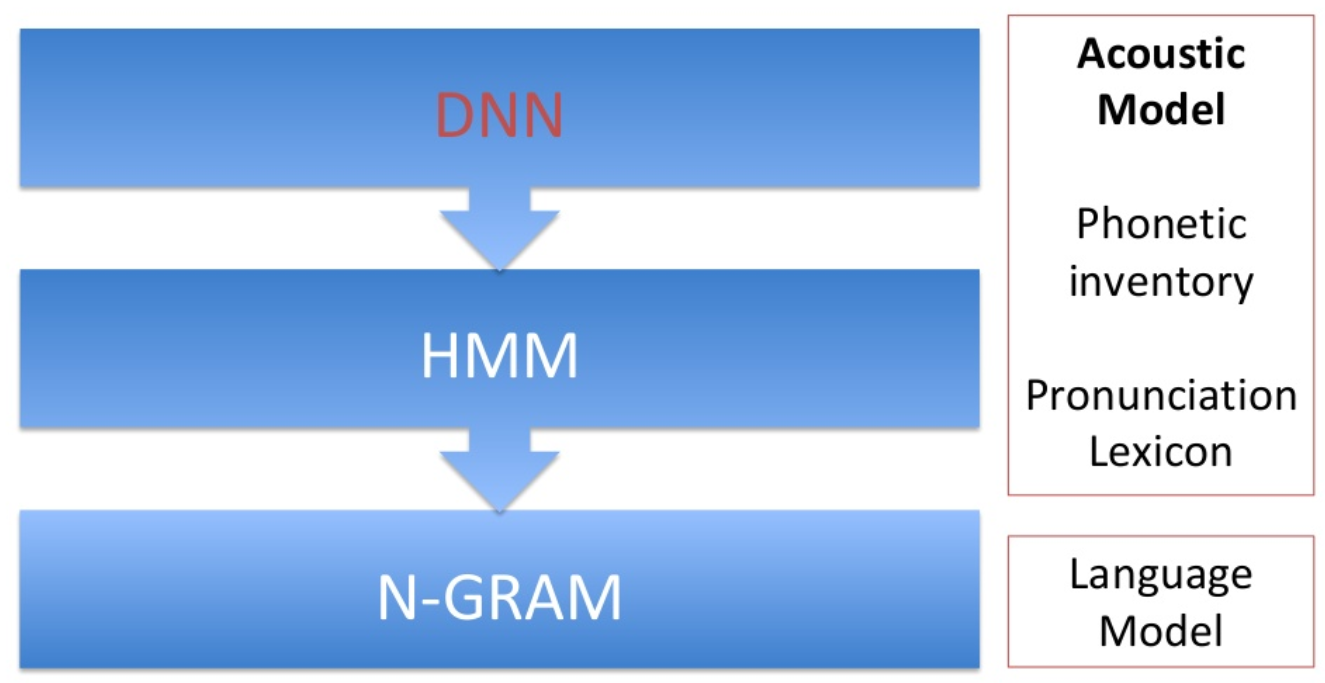 DNN
HMM
N-GRAM
Acoustic
Model
Phonetic
inventory
Pronunciation
Lexicon
Language
Model